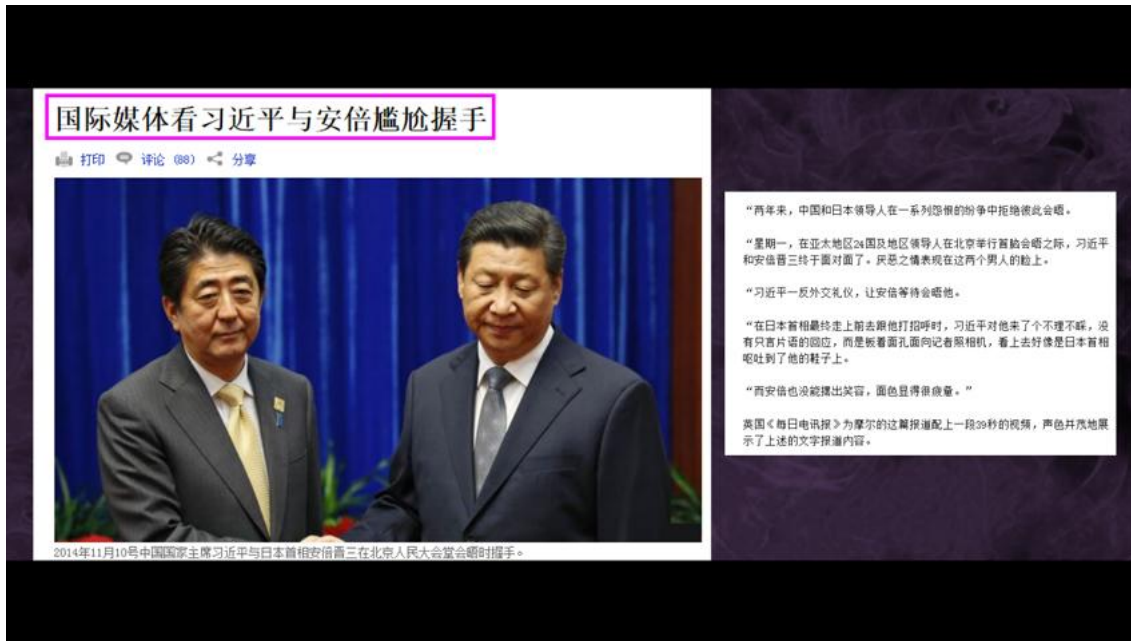 国际媒体看习近平与安倍尴尬握手
打印 评论 (88) 分享
2014年11月10号中国国家主席习近平与日本首相安倍晋三在北京人民大会堂会晤时握手。
“两年来，中国和日本领导人在一系列怨恨的纷争中拒绝彼此会晤。
“星期一，在亚太地区24国及地区领导人在北京举行首脑会晤之际，习近平
和安倍晋三终于面对面了。厌恶之情表现在这两个男人的脸上。
“习近平一反外交礼仪，让安倍等待会晤他。
“在日本首相最终走上前去跟他打招呼时，习近平对他来了个不理不睬，没
有只言片语的回应，而是板着面孔面向记者照相机，看上去好像是日本首相
呕吐到了他的鞋子上。
“而安倍也没能摆出笑容，面色显得很疲惫。”
英国《每日电讯报》为摩尔的这篇报道配上一段39秒的视频，声色并茂地展
示了上述的文字报道内容。